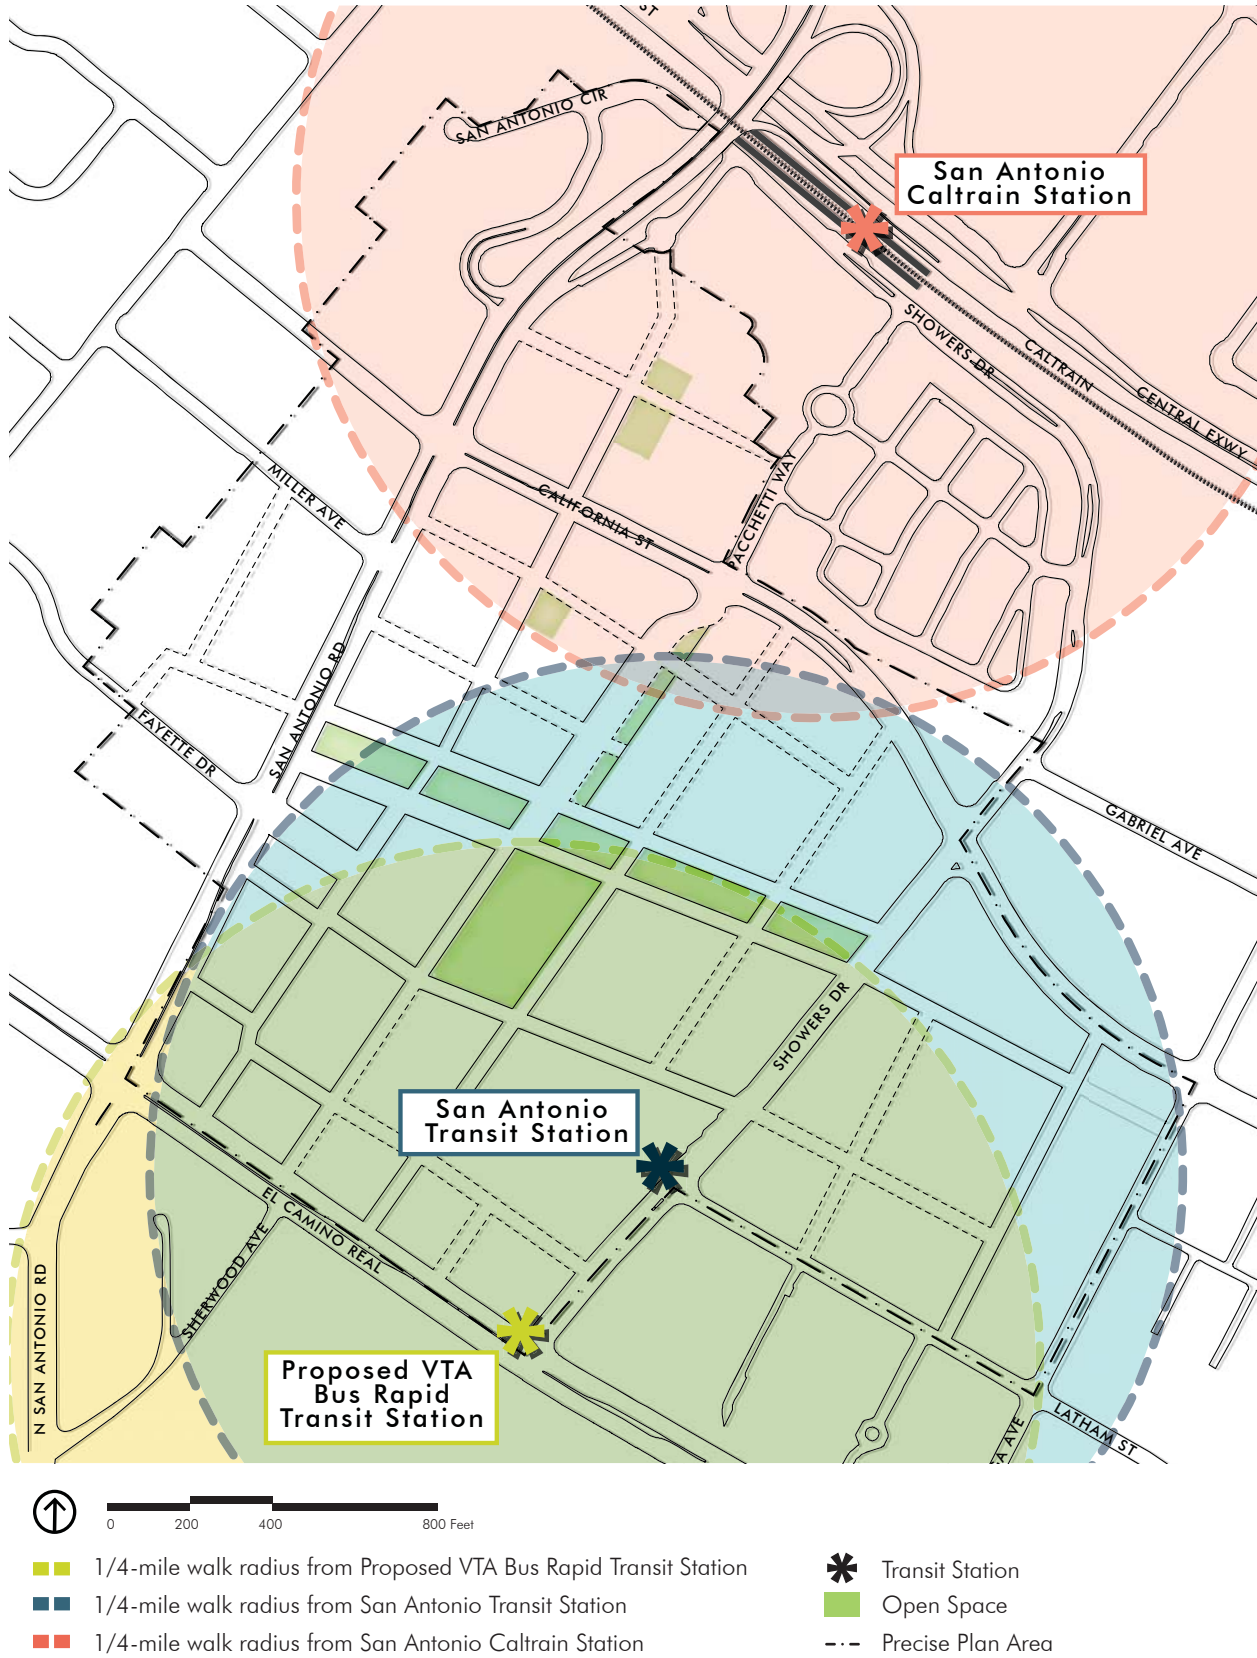 ST
SAN ANTONIO CIR
San Antonio
Caltrain Station
SHOWERS DR
CALTRAIN
CENTRAL EXWY
MILLER AVE
CALIFORNIA ST
PACCHETTI WAY
SAN ANTONIO RD
FAYETTE DR
GABRIEL AVE
SHOWERS DR
San Antonio
Transit Station
EL CAMINO REAL
SHERWOOD AVE
N SAN ANTONIO RD
Proposed VTA
Bus Rapid
Transit Station
LATHAM ST
AVE
0 200 400 800 Feet
1/4-mile walk radius from Proposed VTA Bus Rapid Transit Station
1/4-mile walk radius from San Antonio Transit Station
1/4-mile walk radius from San Antonio Caltrain Station
Transit Station
Open Space
Precise Plan Area